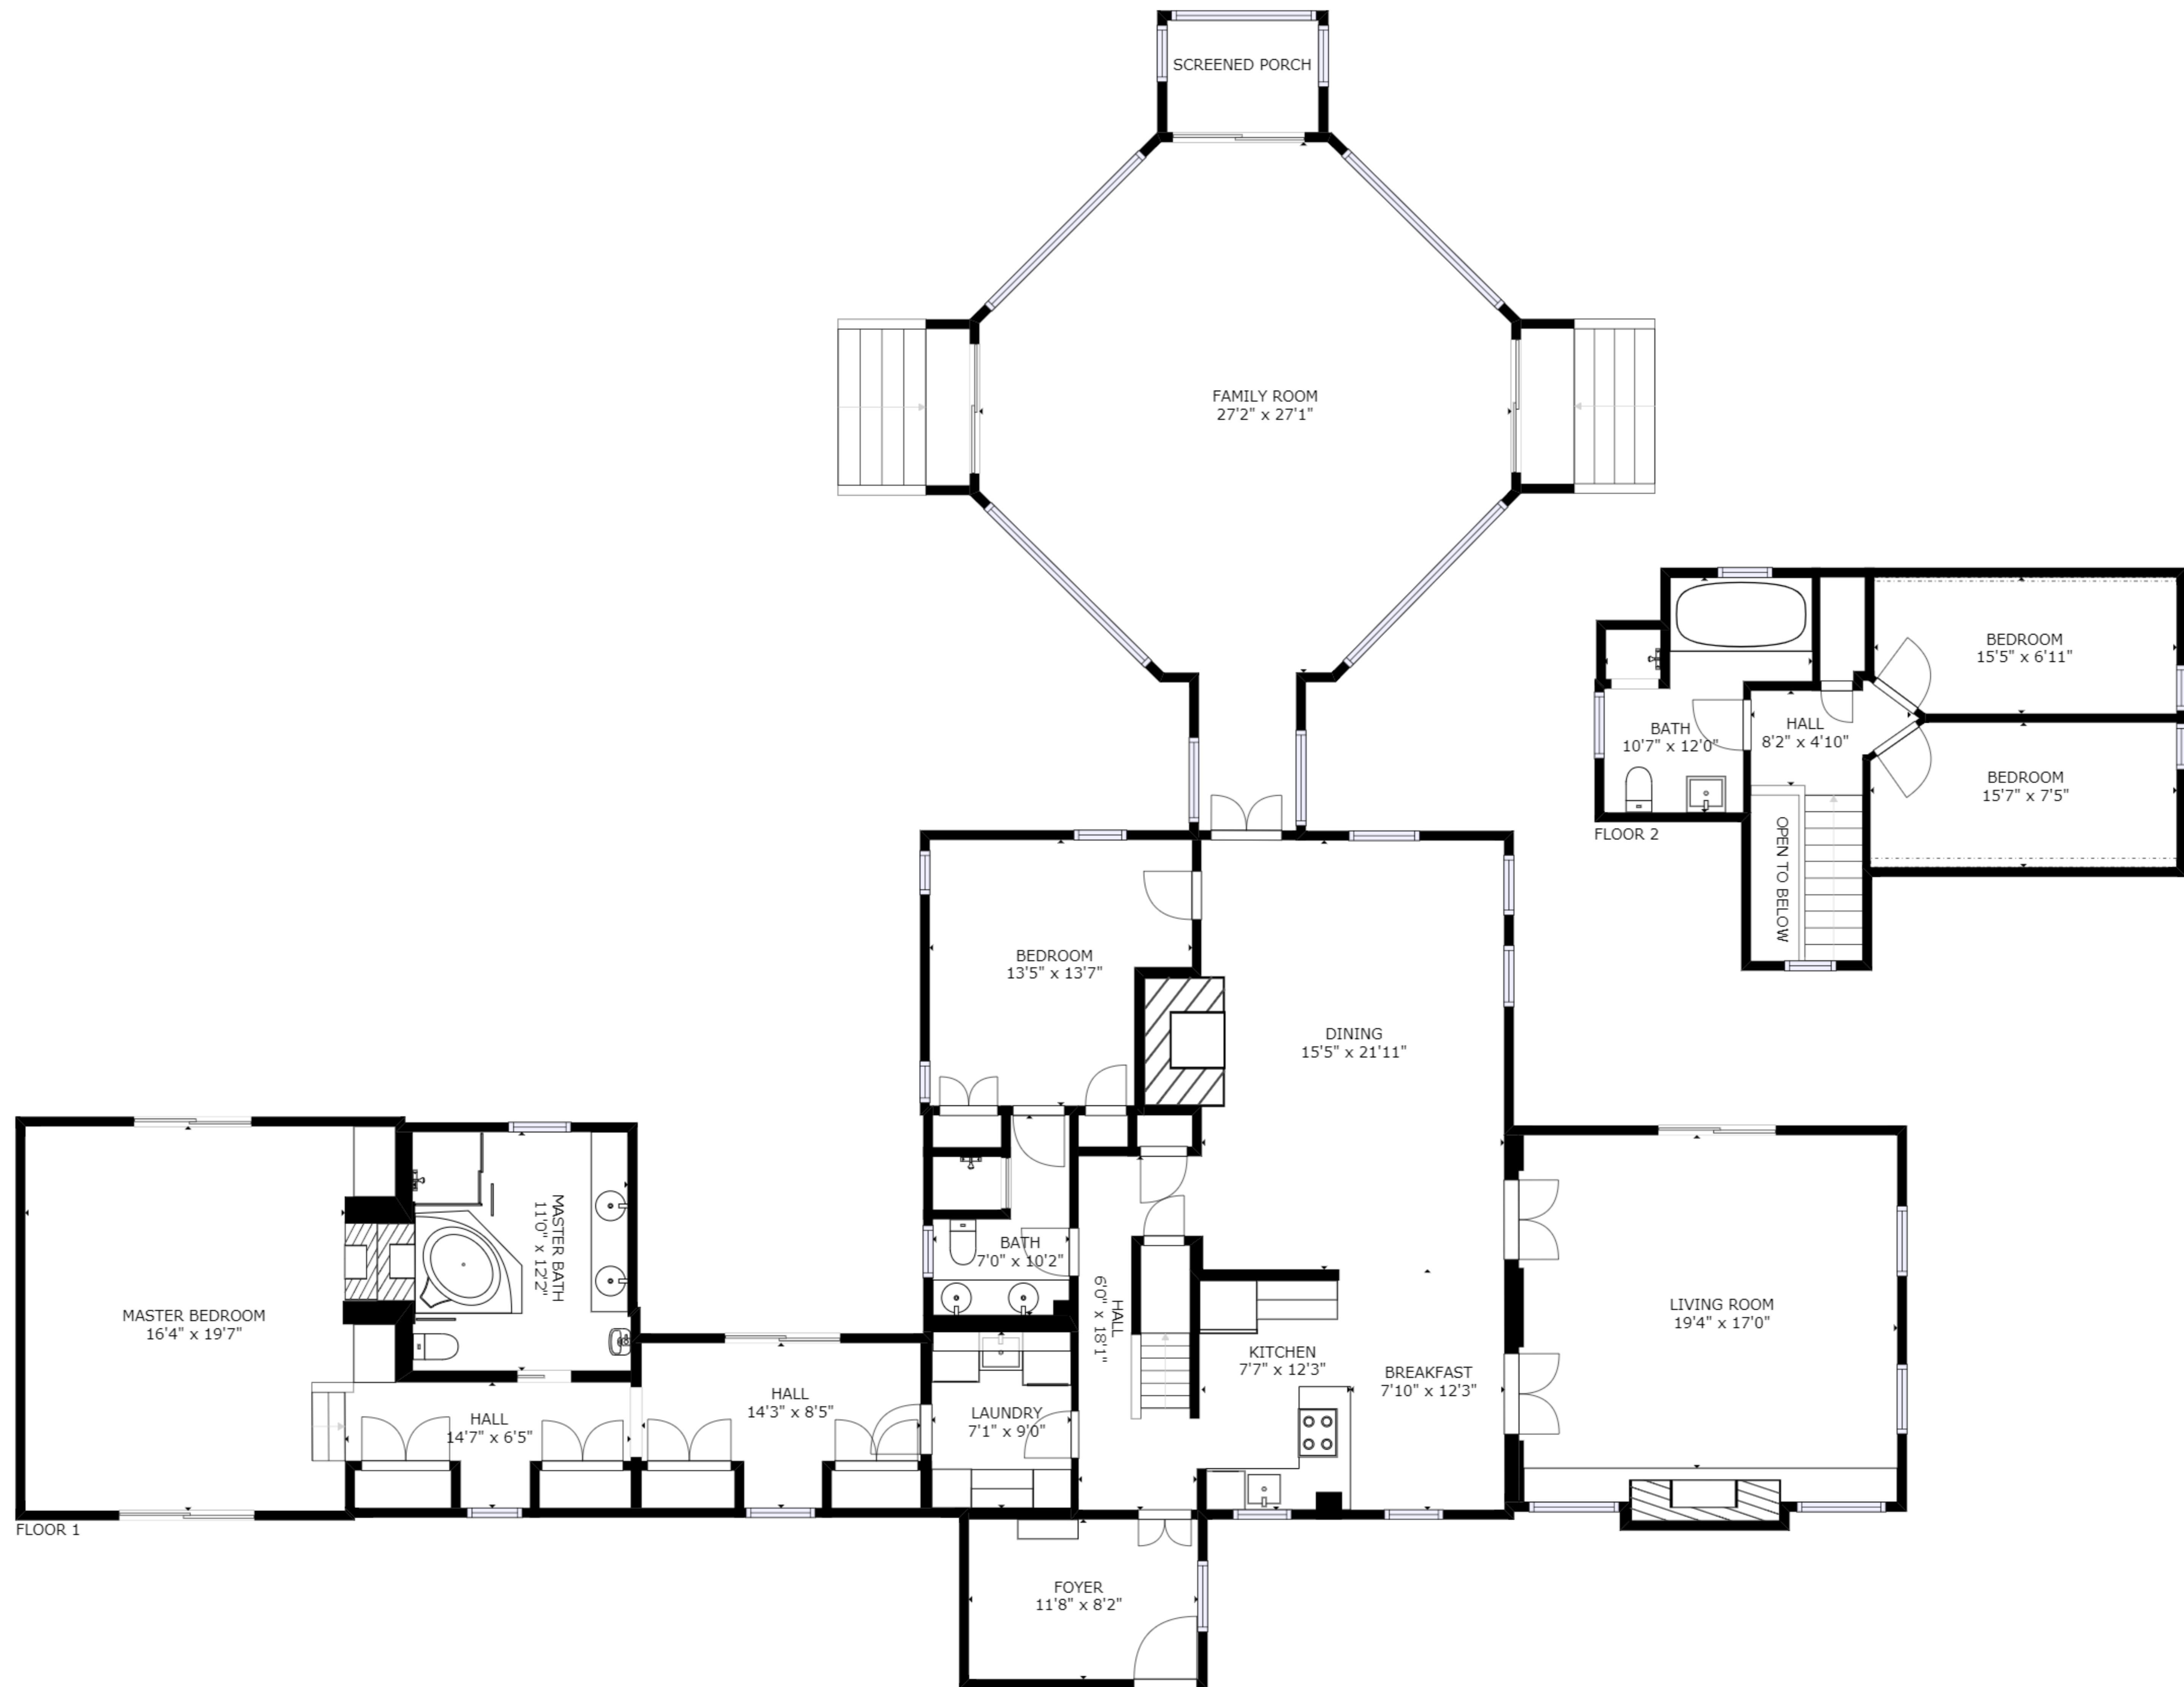 SCREENED PORCH
FAMILY ROOM
27'2" x 27'1"
BEDROOM
15'5" x 6'11"
BATH
10'7" x 12'0"
HALL
8'2" x 4'10"
BEDROOM
15'7" x 7'5"
OPEN TO BELOW
FLOOR 2
BEDROOM
13'5" x 13'7"
DINING
15'5" x 21'11"
MASTER BEDROOM
16'4" x 19'7"
MASTER BATH
11'0" x 12'2"
BATH
7'0" x 10'2"
HALL
6'0" x 18'1"
LIVING ROOM
19'4" x 17'0"
KITCHEN
7'7" x 12'3"
BREAKFAST
7'10" x 12'3"
HALL
14'3" x 8'5"
HALL
14'7" x 6'5"
LAUNDRY
7'1" x 9'0"
FLOOR 1
FOYER
11'8" x 8'2"